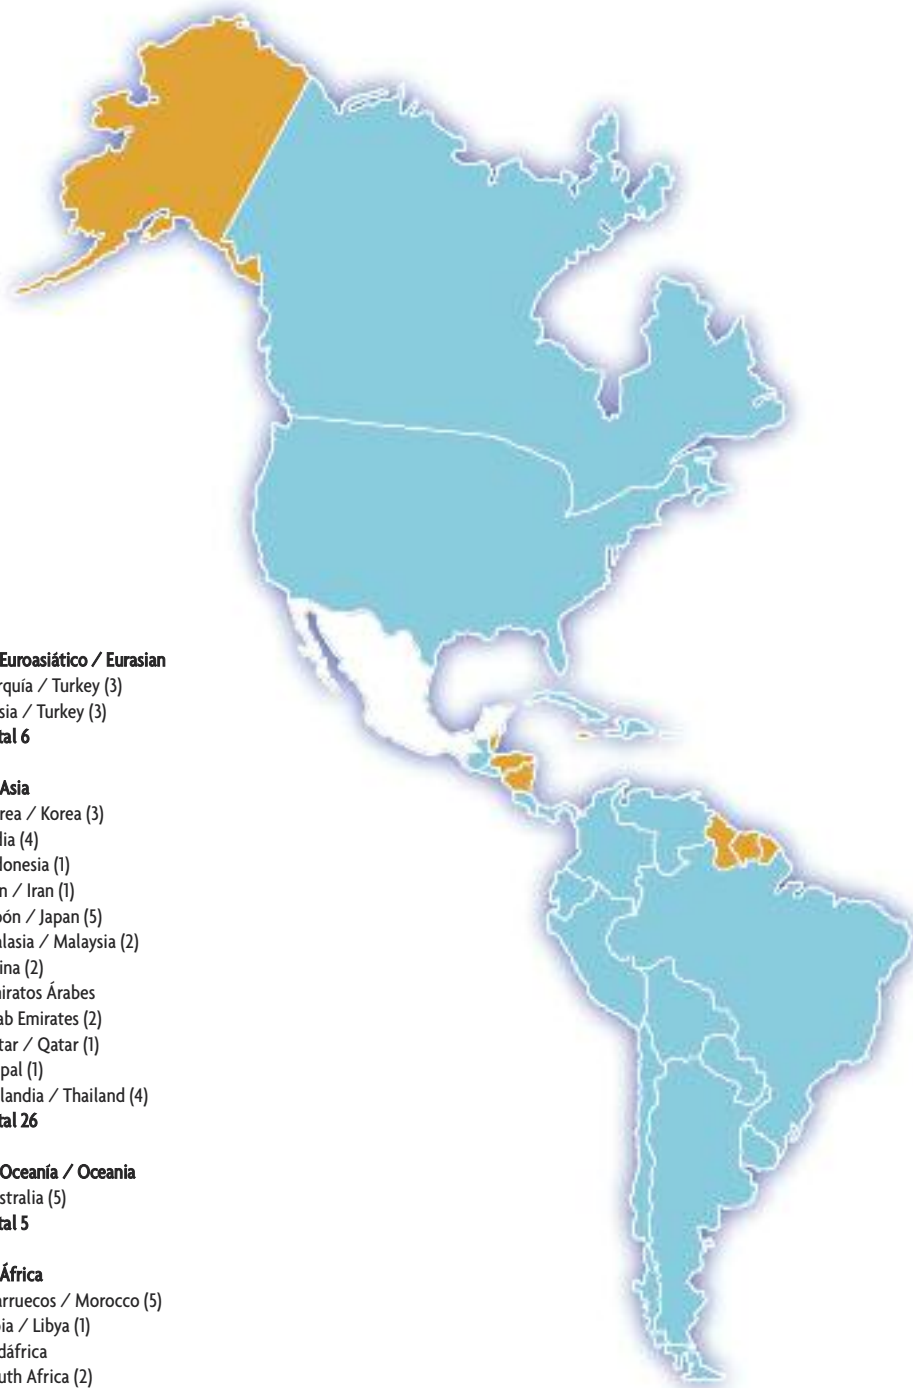 Euroasiático / Eurasian
rquía / Turkey (3)
sia / Turkey (3)
tal 6
Asia
rea / Korea (3)
dia (4)
donesia (1)
n / Iran (1)
pón / Japan (5)
alasia / Malaysia (2)
ina (2)
iratos Árabes
ab Emirates (2)
tar / Qatar (1)
pal (1)
landia / Thailand (4)
tal 26
Oceanía / Oceania
stralia (5)
tal 5
África
arruecos / Morocco (5)
ia / Libya (1)
dáfrica
uth Africa (2)